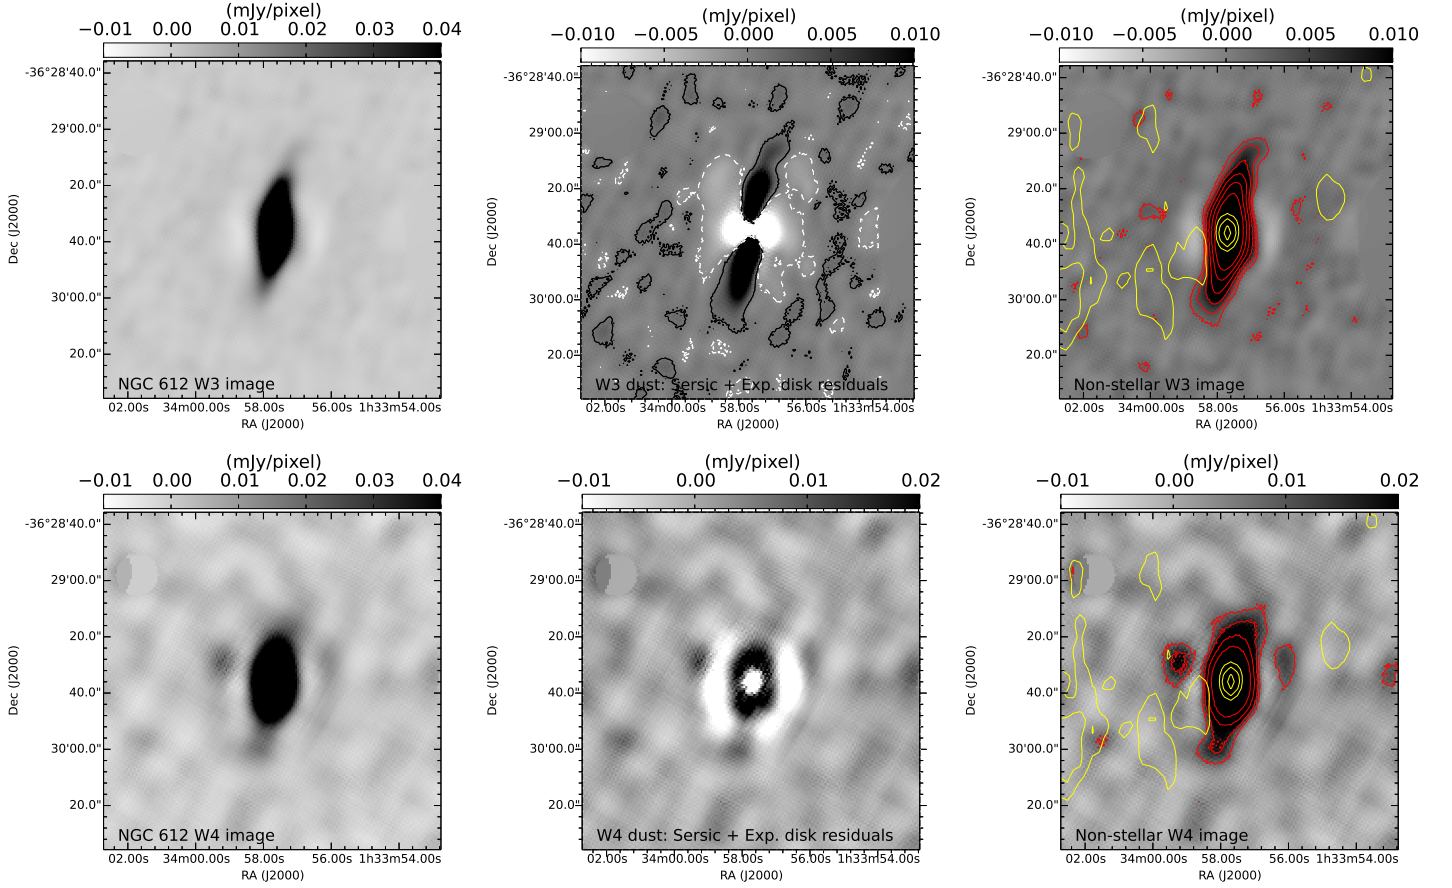 (mJy/pixel)
−0.01 0.00 0.01 0.02 0.03 0.04
-36°28'40.0"
29'00.0"
20.0"
40.0"
30'00.0"
20.0"
Dec (J2000)
NGC 612 W3 image
02.00s 34m00.00s 58.00s 56.00s 1h33m54.00s
RA (J2000)
(mJy/pixel)
−0.010 −0.005 0.000 0.005 0.010
-36°28'40.0"
29'00.0"
20.0"
40.0"
30'00.0"
20.0"
Dec (J2000)
W3 dust: Sersic + Exp. disk residuals
02.00s 34m00.00s 58.00s 56.00s 1h33m54.00s
RA (J2000)
(mJy/pixel)
−0.010 −0.005 0.000 0.005 0.010
-36°28'40.0"
29'00.0"
20.0"
40.0"
30'00.0"
20.0"
Dec (J2000)
Non-stellar W3 image
02.00s 34m00.00s 58.00s 56.00s 1h33m54.00s
RA (J2000)
(mJy/pixel)
−0.01 0.00 0.01 0.02 0.03 0.04
-36°28'40.0"
29'00.0"
20.0"
40.0"
30'00.0"
20.0"
Dec (J2000)
NGC 612 W4 image
02.00s 34m00.00s 58.00s 56.00s 1h33m54.00s
RA (J2000)
(mJy/pixel)
−0.01 0.00 0.01 0.02
-36°28'40.0"
29'00.0"
20.0"
40.0"
30'00.0"
20.0"
Dec (J2000)
W4 dust: Sersic + Exp. disk residuals
02.00s 34m00.00s 58.00s 56.00s 1h33m54.00s
RA (J2000)
(mJy/pixel)
−0.01 0.00 0.01 0.02
-36°28'40.0"
29'00.0"
20.0"
40.0"
30'00.0"
20.0"
Dec (J2000)
Non-stellar W4 image
02.00s 34m00.00s 58.00s 56.00s 1h33m54.00s
RA (J2000)